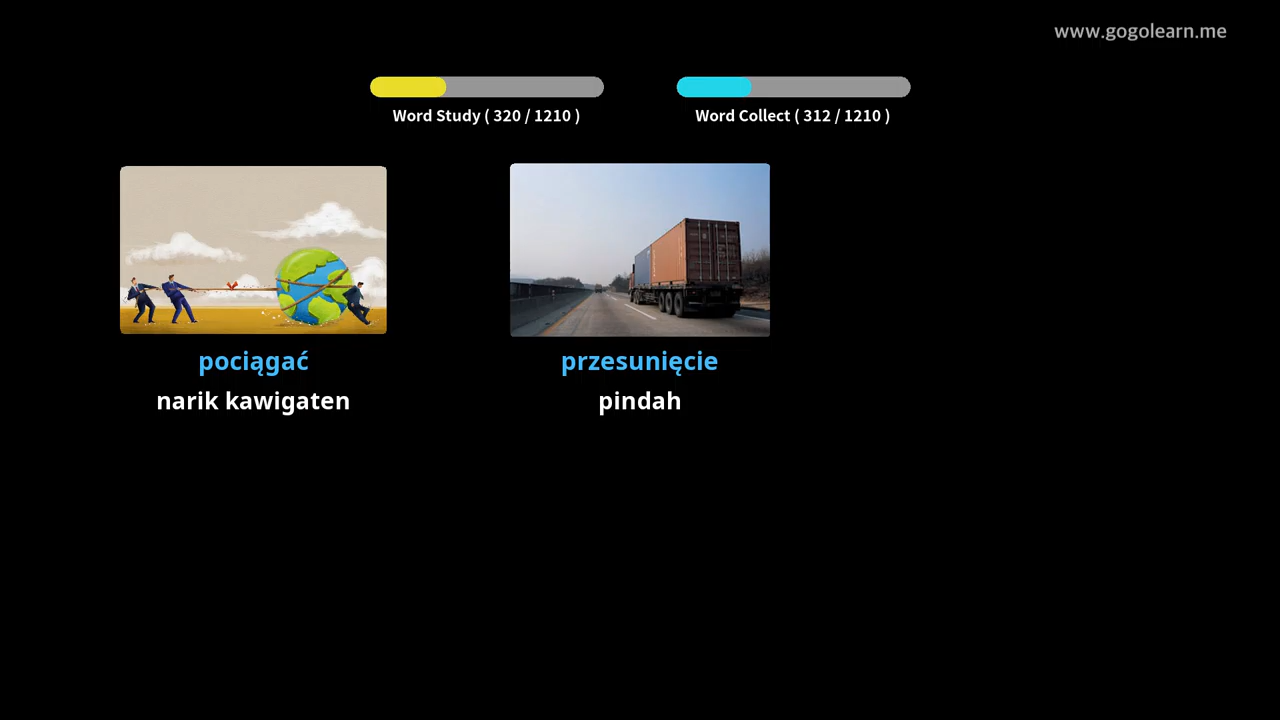 www.gogolearn.me
Word Study ( 320 / 1210 )
Word Collect ( 312 / 1210 )
pociągać
narik kawigaten
przesunięcie
pindah